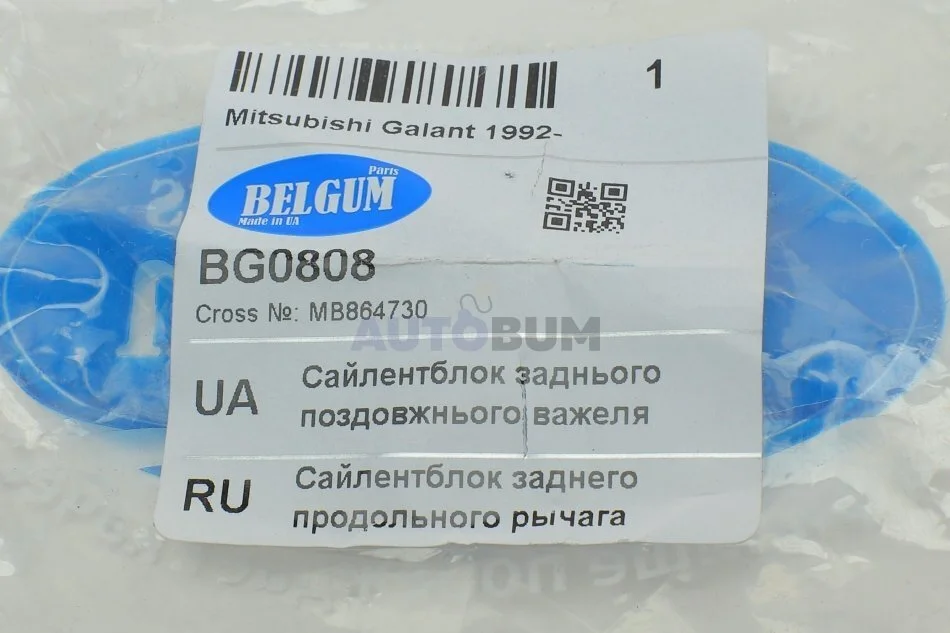 1
Mitsubishi Galant 1992-
Parts
BELGUM
Made in UA
BG0808
Cross №: MB864730
AUTOBUM
UA
Сайлентблок заднього
поздовжнього важеля
RU
Сайлентблок заднего
продольного рычага